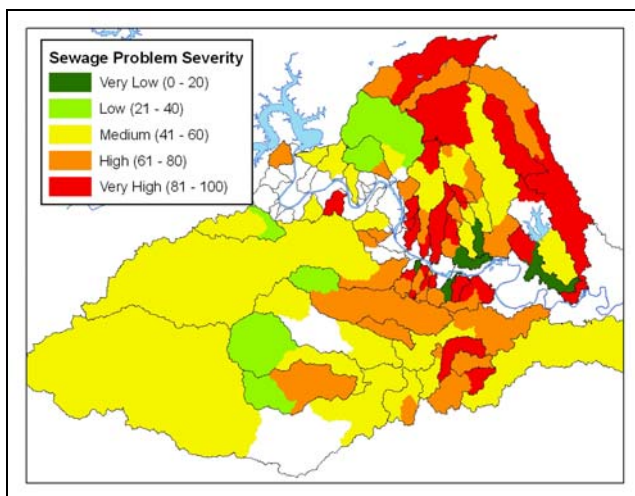 Sewage Problem Severity
Very Low (0 - 20)
Low (21 - 40)
Medium (41 - 60)
High (61 - 80)
Very High (81 - 100)